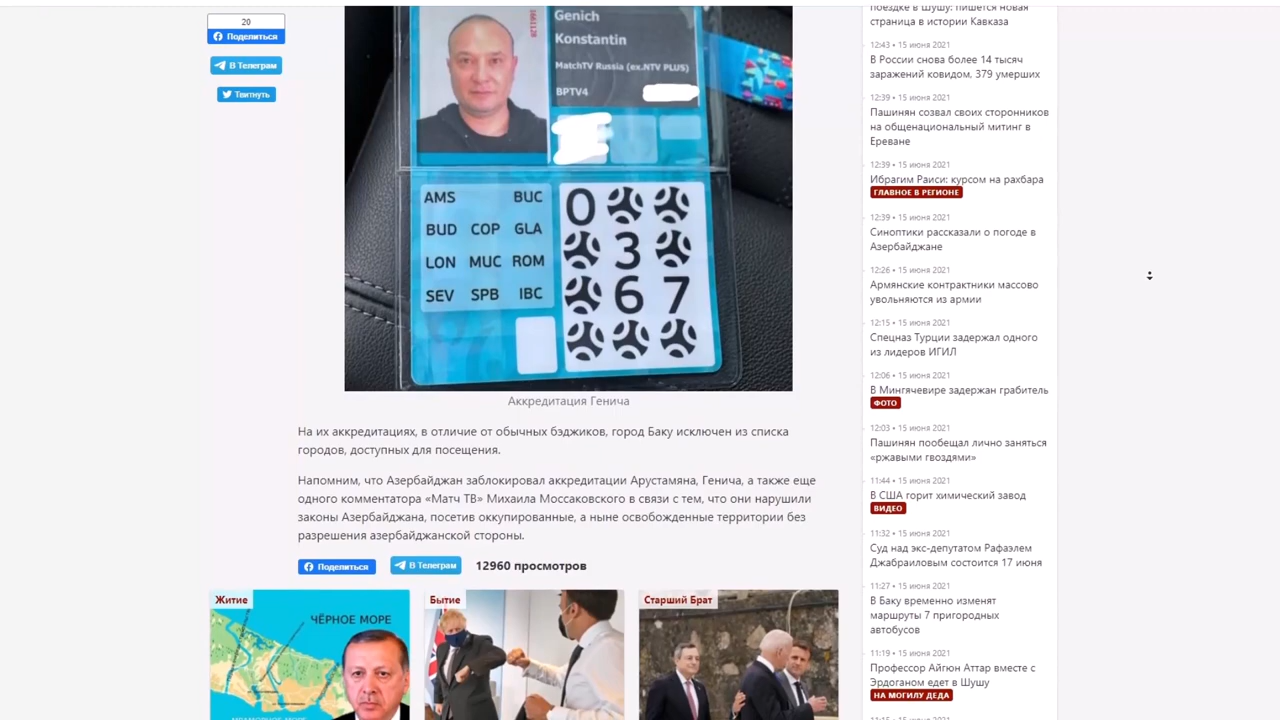 20
Поделиться
В Телеграм
Твитнуть
Genich
Konstantin
MatchTV Russia (ex.NTV PLUS)
BPTV4
AMS BUC
BUD COP GLA
LON MUC ROM
SEV SPB IBC
0
3
6 7
Аккредитация Генича
На их аккредитациях, в отличие от обычных бэджиков, город Баку исключен из списка
городов, доступных для посещения.
Напомним, что Азербайджан заблокировал аккредитации Арустамяна, Генича, а также еще
одного комментатора «Матч ТВ» Михаила Моссаковского в связи с тем, что они нарушили
законы Азербайджана, посетив оккупированные, а ныне освобожденные территории без
разрешения азербайджанской стороны.
Поделиться
В Телеграм
12960 просмотров
Житие
ЧЁРНОЕ МОРЕ
Бытие
Старший Брат
поездке в Шушу: пишется новая
страница в истории Кавказа
12:43 • 15 июня 2021
В России снова более 14 тысяч
заражений ковидом, 379 умерших
12:39 • 15 июня 2021
Пашинян созвал своих сторонников
на общенациональный митинг в
Ереване
12:39 • 15 июня 2021
Ибрагим Раиси: курсом на рахбара
ГЛАВНОЕ В РЕГИОНЕ
12:39 • 15 июня 2021
Синоптики рассказали о погоде в
Азербайджане
12:26 • 15 июня 2021
Армянские контрактники массово
увольняются из армии
12:15 • 15 июня 2021
Спецназ Турции задержал одного
из лидеров ИГИЛ
12:06 • 15 июня 2021
В Мингячевире задержан грабитель
ФОТО
12:03 • 15 июня 2021
Пашинян пообещал лично заняться
«ржавыми гвоздями»
11:44 • 15 июня 2021
В США горит химический завод
ВИДЕО
11:32 • 15 июня 2021
Суд над экс-депутатом Рафаэлем
Джабраиловым состоится 17 июня
11:27 • 15 июня 2021
В Баку временно изменят
маршруты 7 пригородных
автобусов
11:19 • 15 июня 2021
Профессор Айгюн Аттар вместе с
Эрдоганом едет в Шушу
НА МОГИЛУ ДЕДА